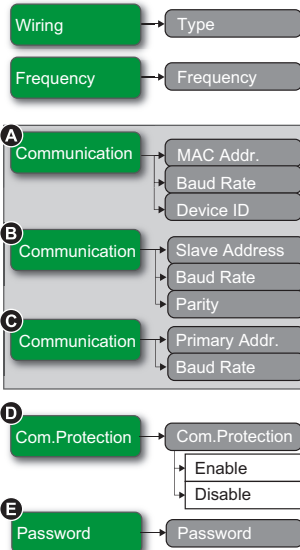 Wiring
Type
Frequency
Frequency
A
Communication
MAC Addr.
Baud Rate
Device ID
B
Communication
Slave Address
Baud Rate
Parity
C
Communication
Primary Addr.
Baud Rate
D
Com.Protection
Com.Protection
Enable
Disable
E
Password
Password